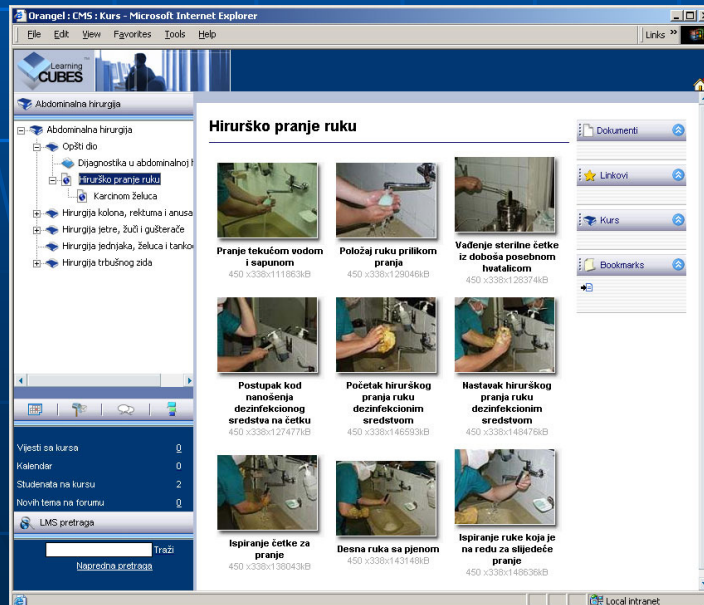 Orangel : CMS : Kurs - Microsoft Internet Explorer
File Edit View Favorites Tools Help
Links »
Learning
CUBES
Abdominalna hirurgija
Abdominalna hirurgija
Opšti dio
Dijagnostika u abdominalnoj
Hirurško pranje ruku
Karcinom želuca
Hirurgija kolona, rektuma i anusa
Hirurgija jetre, žuči i gušterače
Hirurgija jednjaka, želuca i tanko
Hirurgija trbušnog zida
Vijesti sa kursa 0
Kalendar 0
Studenata na kursu 2
Novih tema na forumu 0
LMS pretraga
Traži
Napredna pretraga
Hirurško pranje ruku
Pranje tekućom vodom
i sapunom
450 x338x111863kB
Položaj ruku prilikom
pranja
450 x338x129046kB
Vađenje sterilne četke
iz doboša posebnom
hvatalicom
450 x338x128374kB
Postupak kod
nanošenja
dezinfekcionog
sredstva na četku
450 x338x127477kB
Početak hirurškog
pranja ruku
dezinfekcionim
sredstvom
450 x338x146593kB
Nastavak hirurškog
pranja ruku
dezinfekcionim
sredstvom
450 x338x148476kB
Ispiranje četke za
pranje
450 x338x138043kB
Desna ruka sa pjenom
450 x338x143148kB
Ispiranje ruke koja je
na redu za slijedeće
pranje
450 x338x148636kB
Dokumenti
Linkovi
Kurs
Bookmarks
Local intranet